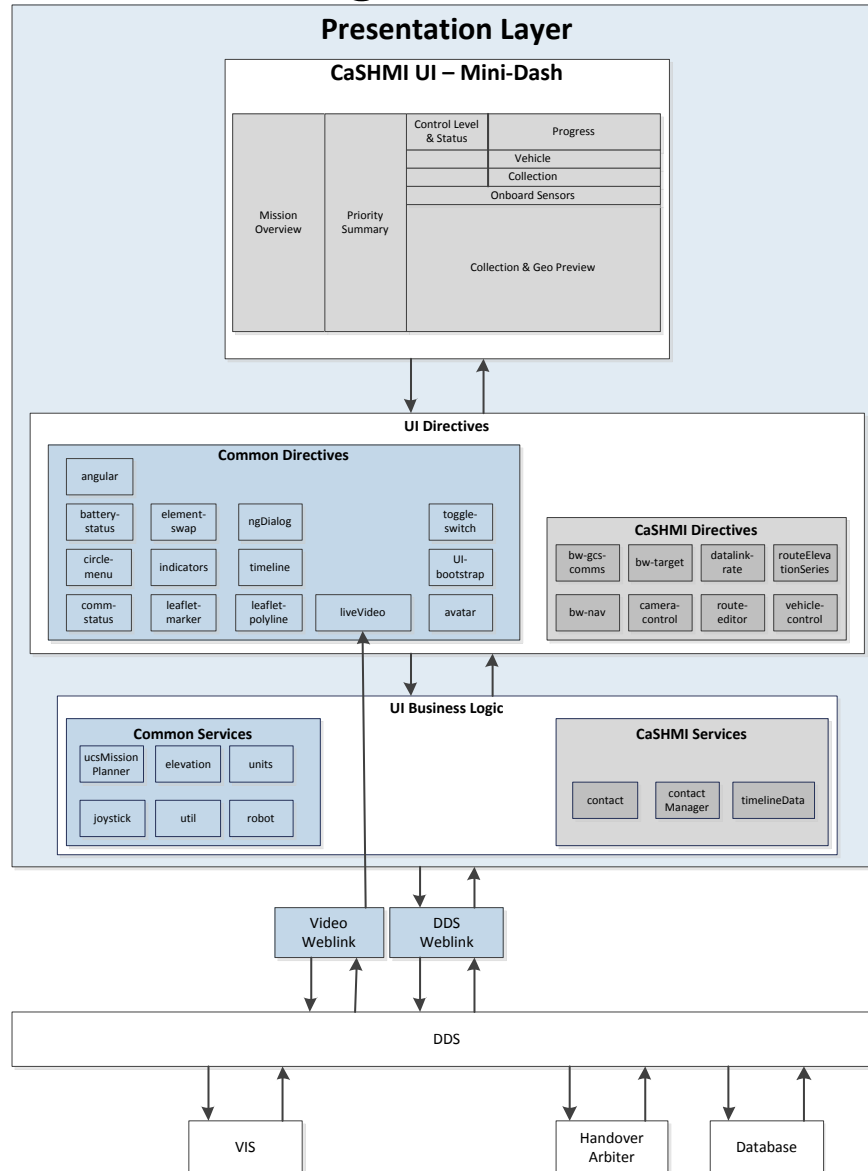 Presentation Layer
CaSHMI UI – Mini-Dash
Mission
Overview
Priority
Summary
Control Level
& Status
Progress
Vehicle
Collection
Onboard Sensors
Collection & Geo Preview
UI Directives
Common Directives
angular
battery-
status
element-
swap
ngDialog
toggle-
switch
circle-
menu
indicators
timeline
UI-
bootstrap
comm-
status
leaflet-
marker
leaflet-
polyline
liveVideo
avatar
CaSHMI Directives
bw-gcs-
comms
bw-target
datalink-
rate
routeEleva
tionSeries
bw-nav
camera-
control
route-
editor
vehicle-
control
UI Business Logic
Common Services
ucsMission
Planner
elevation
units
joystick
util
robot
CaSHMI Services
contact
contact
Manager
timelineData
Video
Weblink
DDS
Weblink
DDS
VIS
Handover
Arbiter
Database